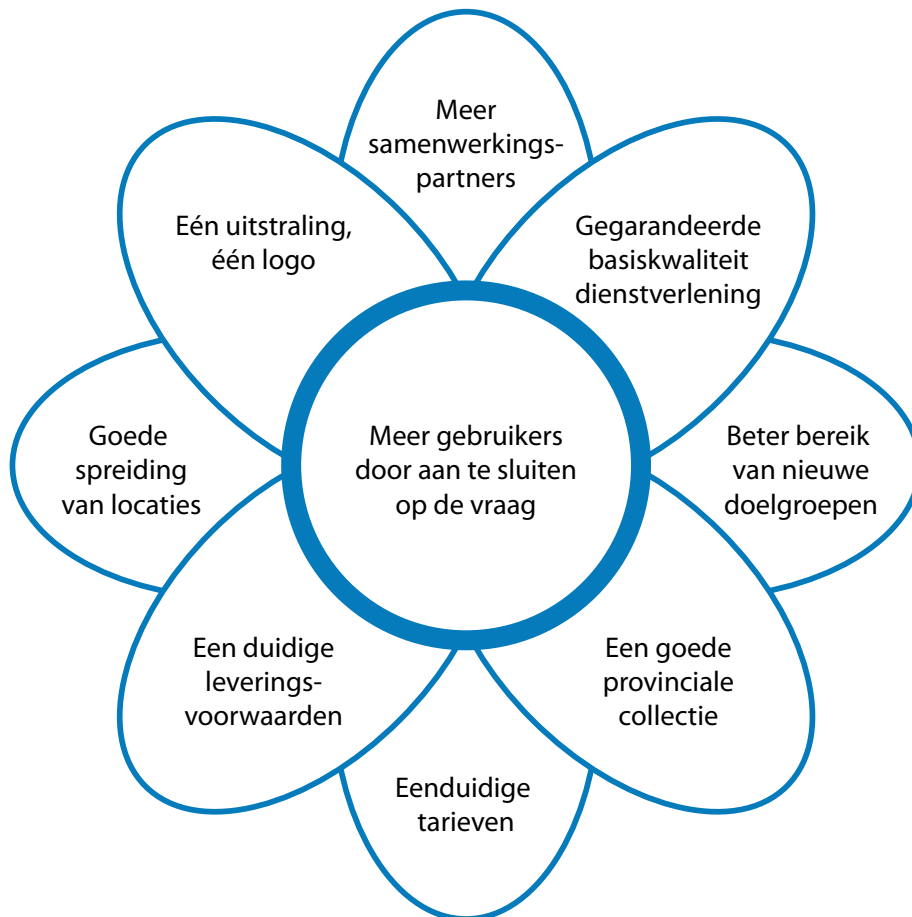 Meer
samenwerkings-
partners
Eén uitstraling,
één logo
Gegarandeerde
basiskwaliteit
dienstverlening
Goede
spreiding
van locaties
Meer gebruikers
door aan te sluiten
op de vraag
Beter bereik
van nieuwe
doelgroepen
Een duidige
leverings-
voorwaarden
Een goede
provinciale
collectie
Eenduidige
tarieven